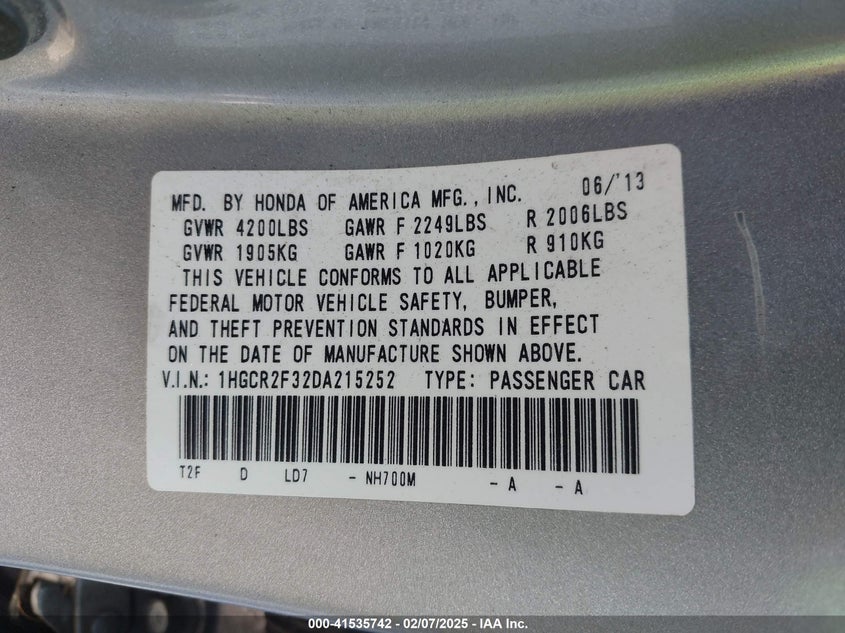 MFD. BY HONDA OF AMERICA MFG., INC. 06/'13
GVWR 4200LBS GAWR F 2249LBS R 2006LBS
GVWR 1905KG GAWR F 1020KG R 910KG
THIS VEHICLE CONFORMS TO ALL APPLICABLE
FEDERAL MOTOR VEHICLE SAFETY, BUMPER,
AND THEFT PREVENTION STANDARDS IN EFFECT
ON THE DATE OF MANUFACTURE SHOWN ABOVE.
V.I.N.: 1HGCR2F32DA215252 TYPE: PASSENGER CAR
T2F D LD7 - NH700M - A - A
000-41535742 - 02/07/2025 - IAA Inc.